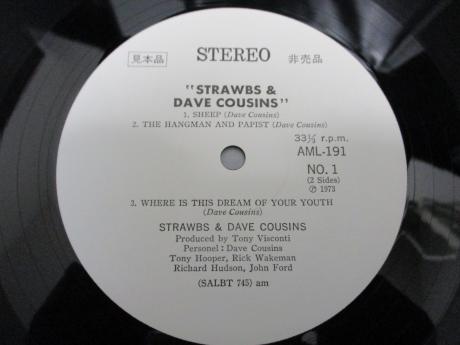 見本品 STEREO 非売品
"STRAWBS &
DAVE COUSINS"
1. SHEEP (Dave Cousins)
2. THE HANGMAN AND PAPIST (Dave Cousins)
33⅓ r.p.m.
AML-191
NO. 1
(2 Sides)
℗ 1973
3. WHERE IS THIS DREAM OF YOUR YOUTH
(Dave Cousins)
STRAWBS & DAVE COUSINS
Produced by Tony Visconti
Personel : Dave Cousins
Tony Hooper, Rick Wakeman
Richard Hudson, John Ford
(SALBT 745) am